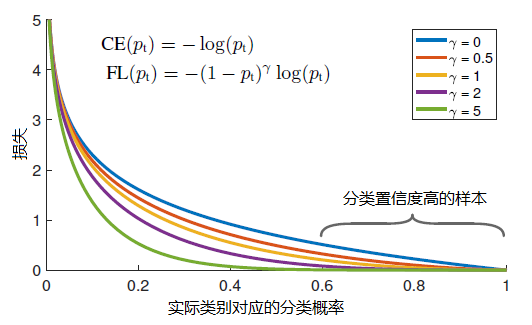 CE(pₜ) = − log(pₜ)
FL(pₜ) = −(1 − pₜ)^γ log(pₜ)
γ = 0
γ = 0.5
γ = 1
γ = 2
γ = 5
分类置信度高的样本
损失
5
4
3
2
1
0
0
0.2
0.4
0.6
0.8
1
实际类别对应的分类概率